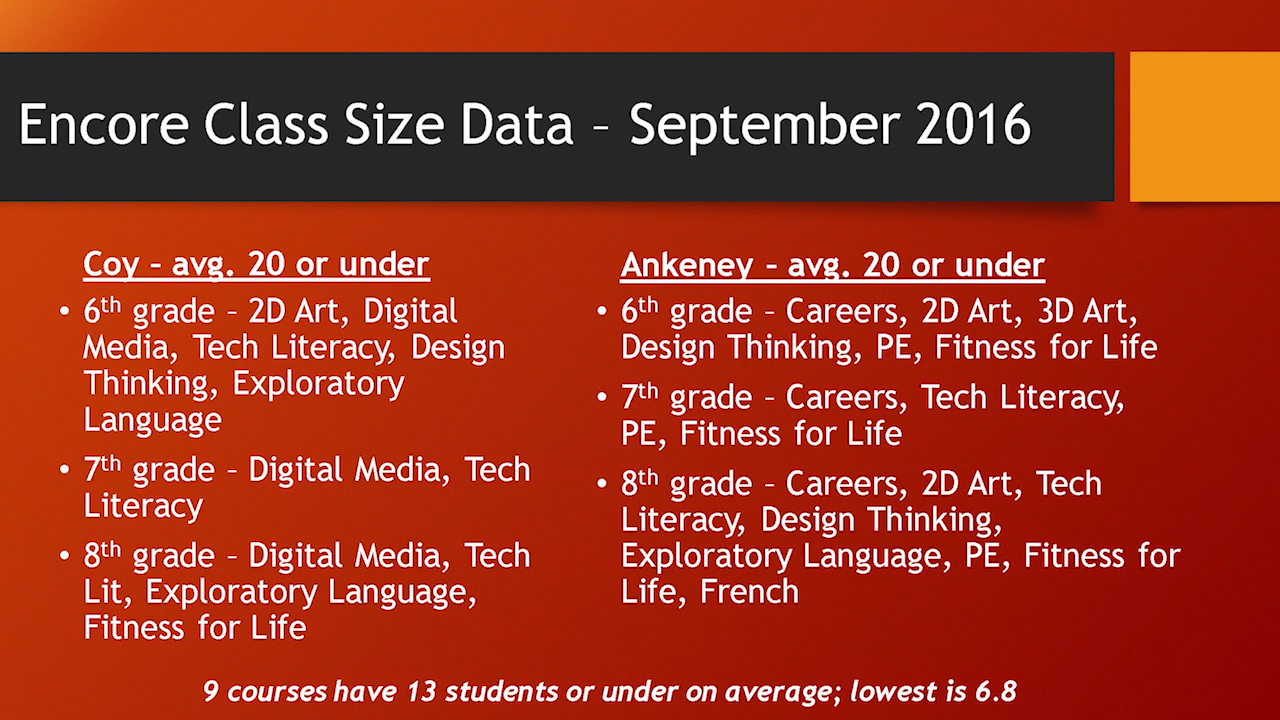 Encore Class Size Data – September 2016
Coy – avg. 20 or under
• 6th grade – 2D Art, Digital
Media, Tech Literacy, Design
Thinking, Exploratory
Language
• 7th grade – Digital Media, Tech
Literacy
• 8th grade – Digital Media, Tech
Lit, Exploratory Language,
Fitness for Life
Ankeney – avg. 20 or under
• 6th grade – Careers, 2D Art, 3D Art,
Design Thinking, PE, Fitness for Life
• 7th grade – Careers, Tech Literacy,
PE, Fitness for Life
• 8th grade – Careers, 2D Art, Tech
Literacy, Design Thinking,
Exploratory Language, PE, Fitness for
Life, French
9 courses have 13 students or under on average; lowest is 6.8